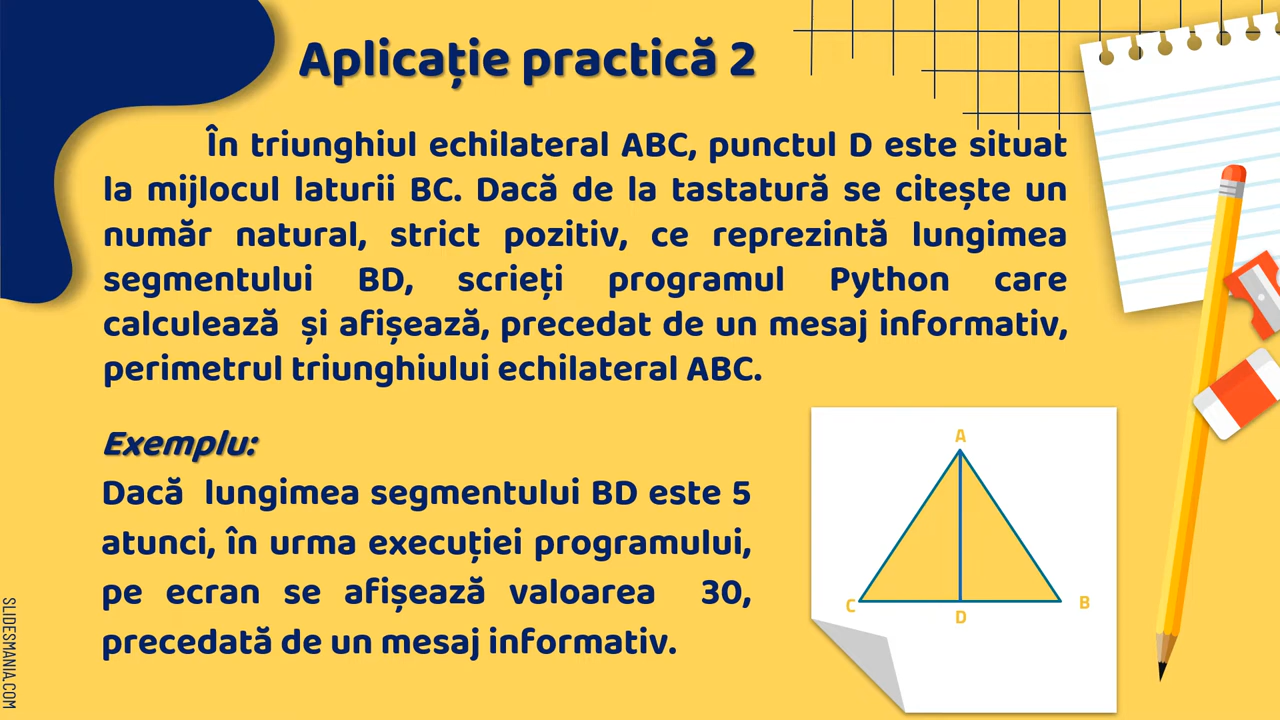 Aplicație practică 2
În triunghiul echilateral ABC, punctul D este situat
la mijlocul laturii BC. Dacă de la tastatură se citește un
număr natural, strict pozitiv, ce reprezintă lungimea
segmentului BD, scrieți programul Python care
calculează și afișează, precedat de un mesaj informativ,
perimetrul triunghiului echilateral ABC.
Exemplu:
Dacă lungimea segmentului BD este 5
atunci, în urma execuției programului,
pe ecran se afișează valoarea 30,
precedată de un mesaj informativ.
A
C
B
D
SLIDESMANIA.COM